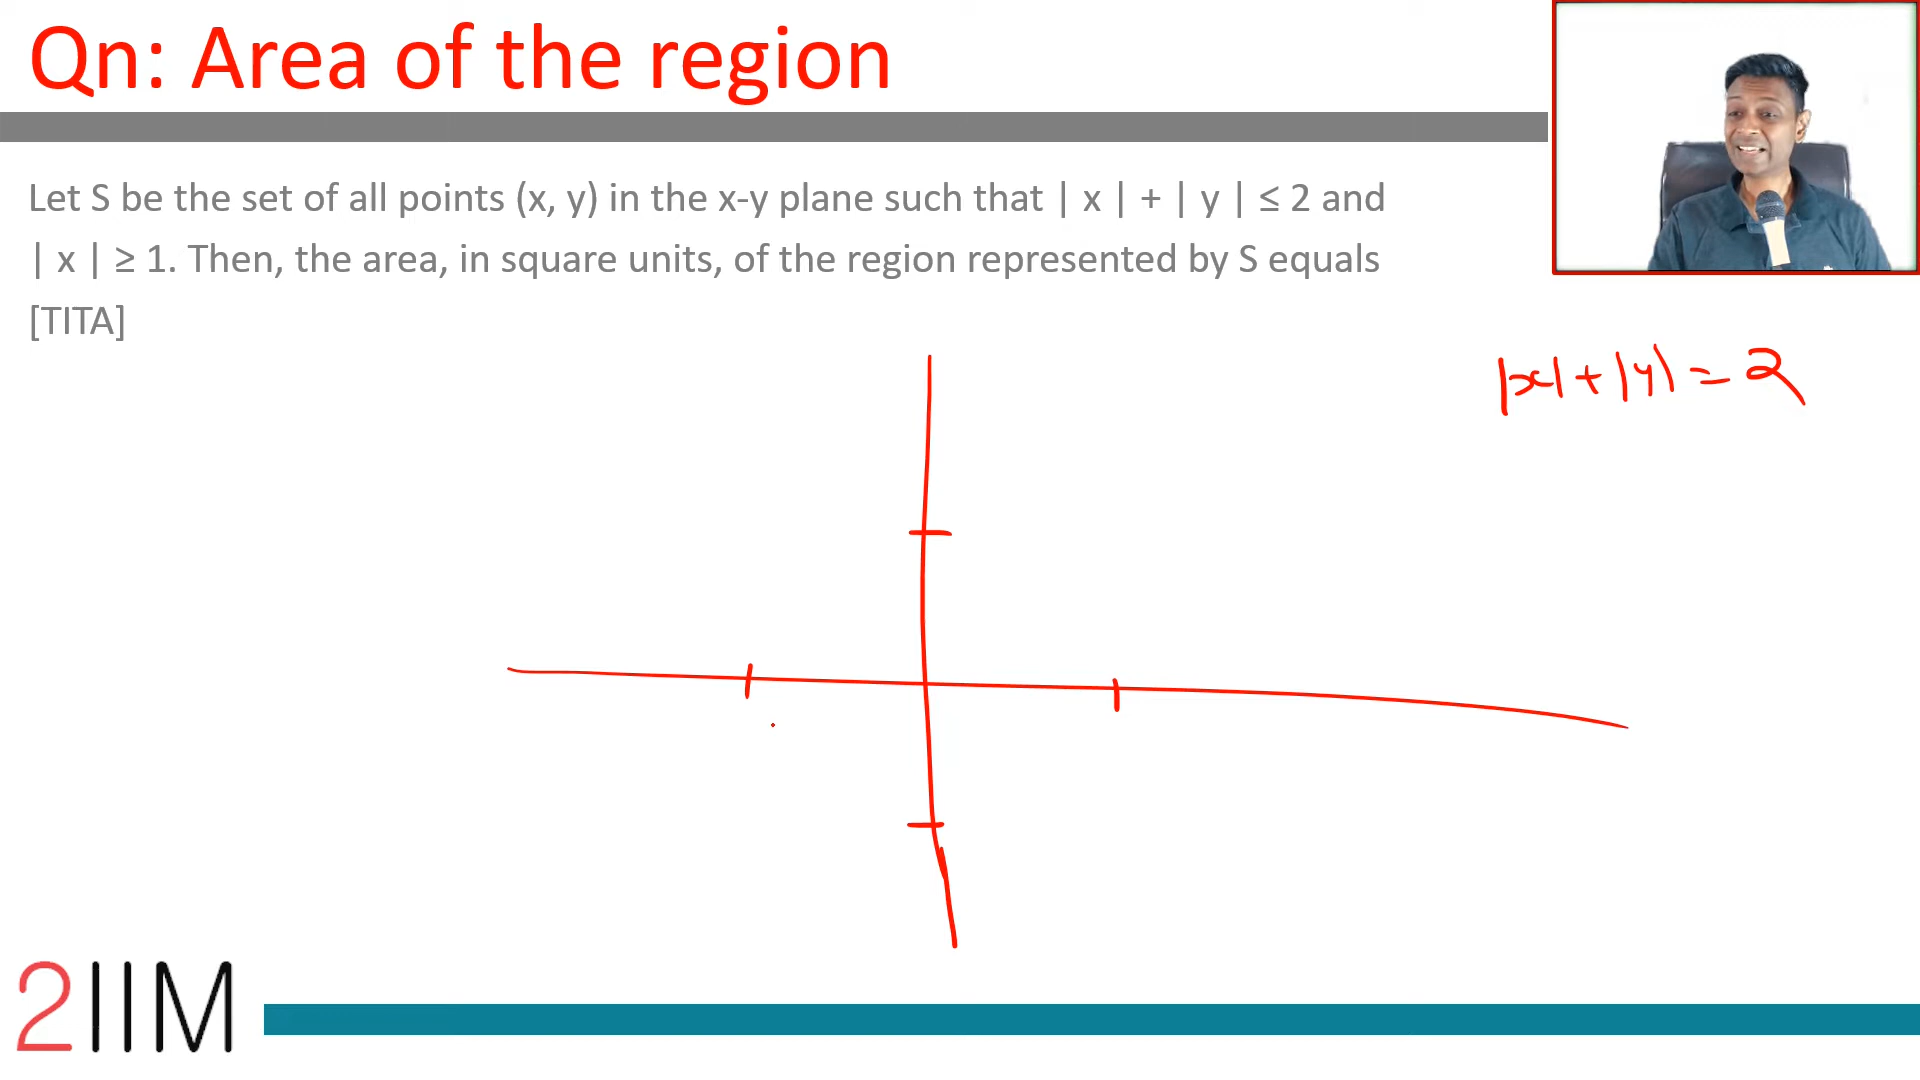 Qn: Area of the region
Let S be the set of all points (x, y) in the x-y plane such that | x | + | y | ≤ 2 and
| x | ≥ 1. Then, the area, in square units, of the region represented by S equals
[TITA]
|x| + |y| = 2
2IIM